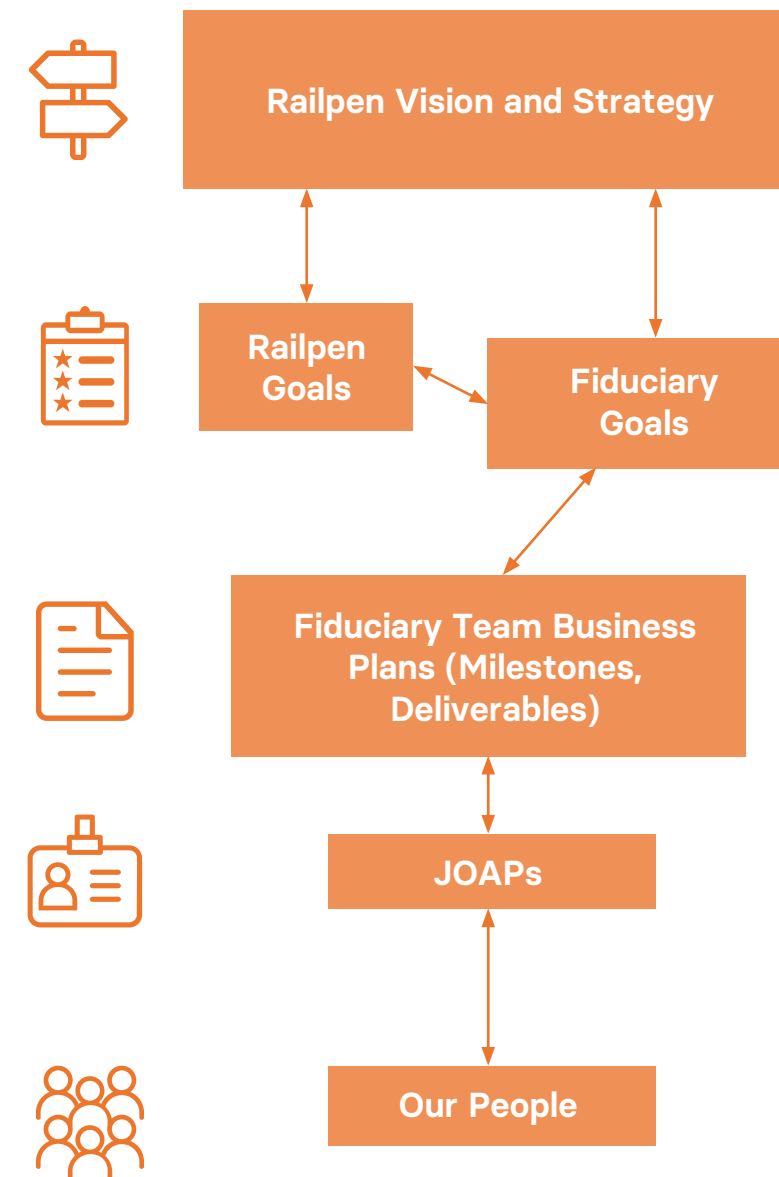 Railpen Vision and Strategy
Railpen
Goals
Fiduciary
Goals
Fiduciary Team Business
Plans (Milestones,
Deliverables)
JOAPs
Our People